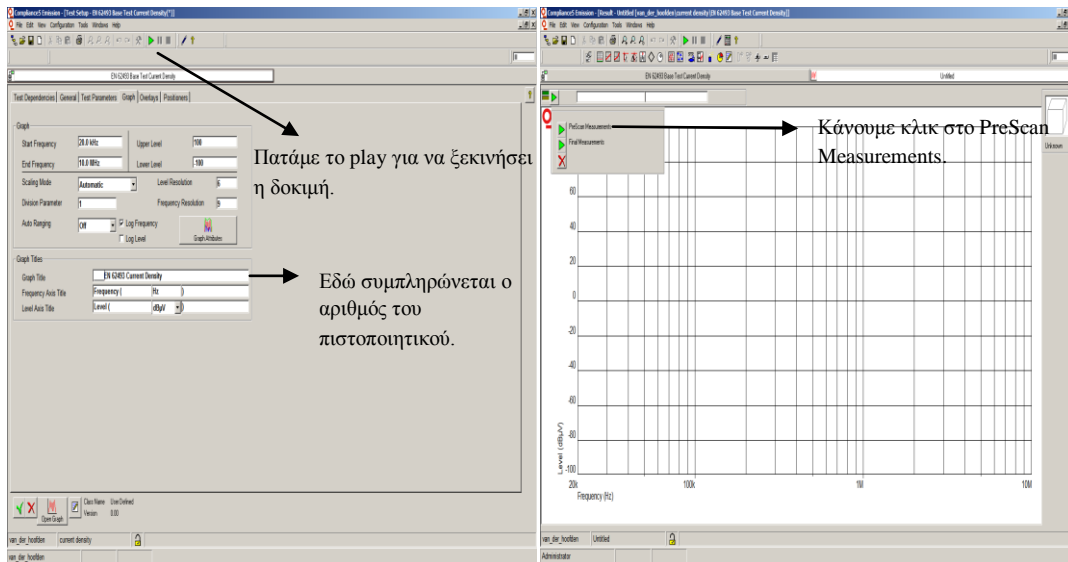 Compliance5 Emission - [Test Setup - EN 62493 Base Test Current Density(*)]
File Edit View Configuration Tools Windows Help
EN 62493 Base Test Current Density
Test Dependencies General Test Parameters Graph Overlays Positioners
Graph
Start Frequency 20.0 kHz Upper Level 100
End Frequency 10.0 MHz Lower Level -100
Scaling Mode Automatic Level Resolution 6
Division Parameter 1 Frequency Resolution 9
Auto Ranging Off Log Frequency
Log Level Graph Attributes
Graph Titles
Graph Title __EN 62493 Current Density
Frequency Axis Title Frequency ( Hz )
Level Axis Title Level ( dBµV )
Πατάμε το play για να ξεκινήσει
η δοκιμή.
Εδώ συμπληρώνεται ο
αριθμός του
πιστοποιητικού.
Open Graph
Class Name User Defined
Version 0.00
van_der_hoofden current density
van_der_hoofden
Compliance5 Emission - [Result - Untitled [van_der_hoofden\current density\EN 62493 Base Test Current Density]]
File Edit View Configuration Tools Windows Help
EN 62493 Base Test Current Density Untitled
PreScan Measurements
Final Measurements
Κάνουμε κλικ στο PreScan
Measurements.
Unknown
60
40
20
0
-20
-40
-60
-80
-100
Level (dBµV)
20k 100k 1M 10M
Frequency (Hz)
van_der_hoofden Untitled
Administrator